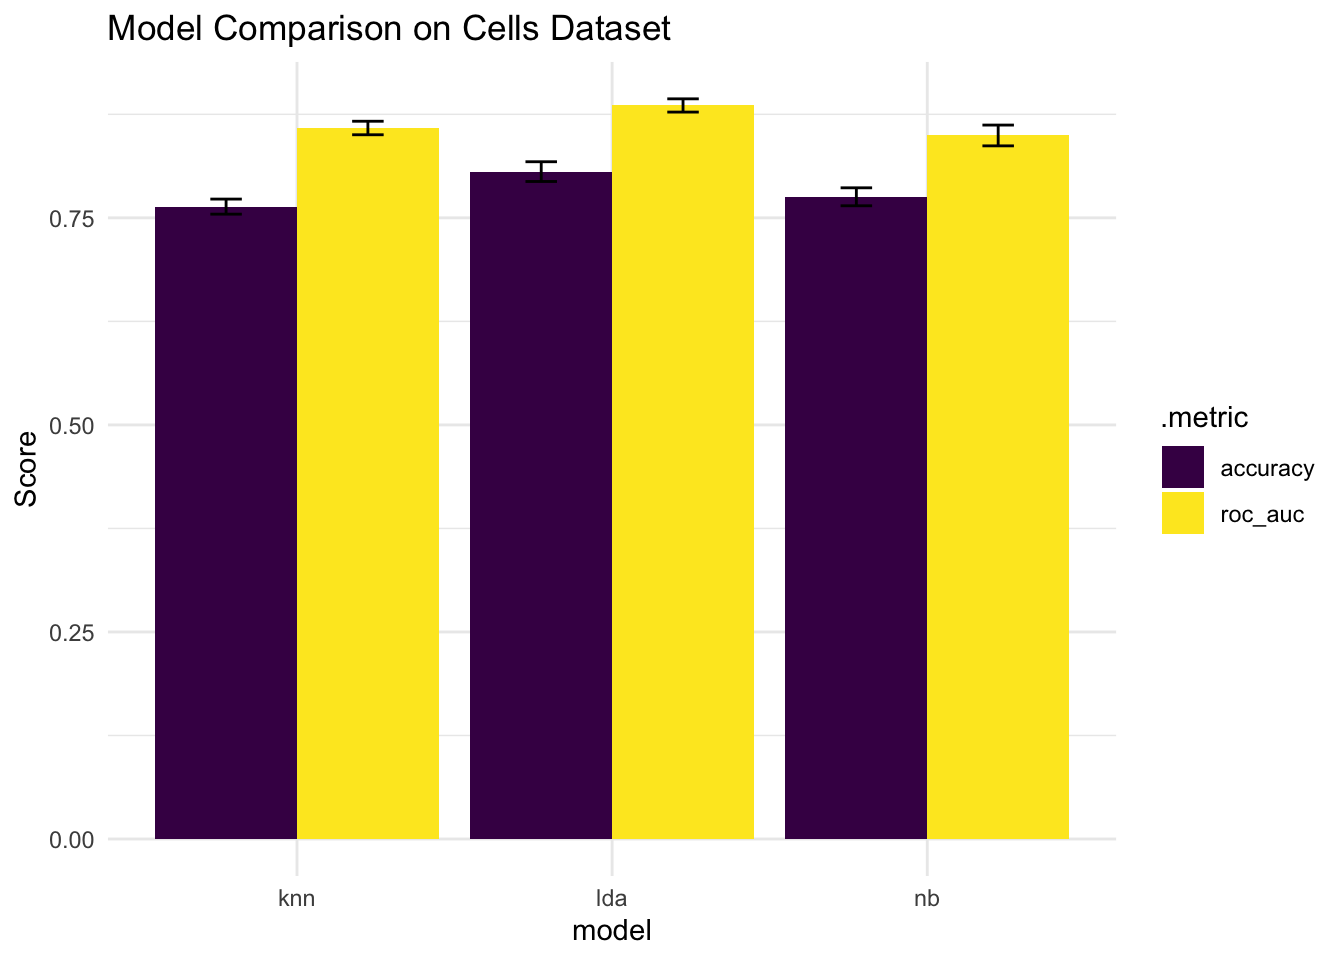 Model Comparison on Cells Dataset
Score
0.75
0.50
0.25
0.00
knn
lda
nb
model
.metric
accuracy
roc_auc